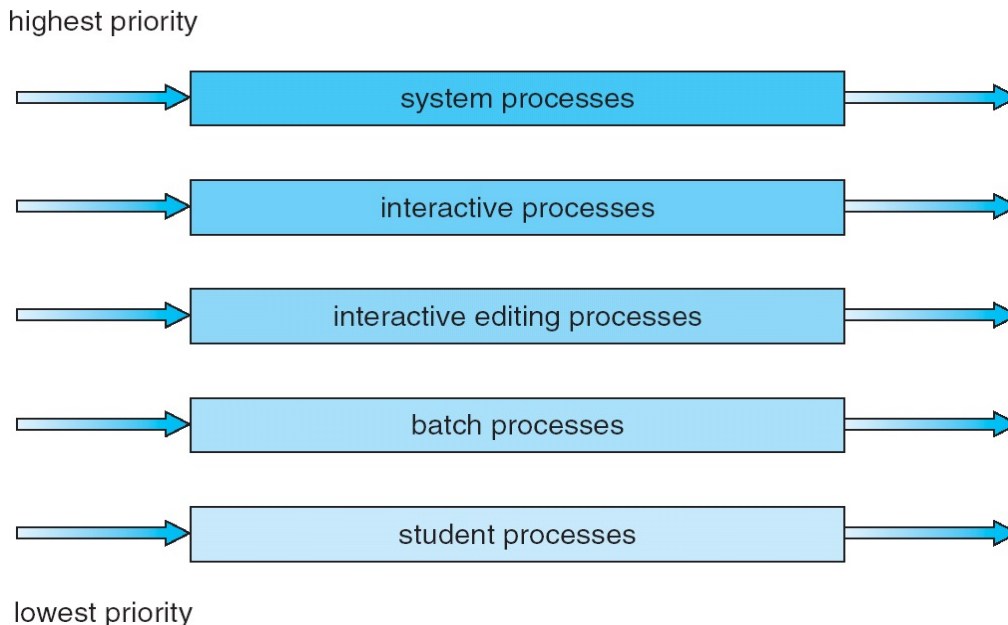 highest priority
system processes
interactive processes
interactive editing processes
batch processes
student processes
lowest priority